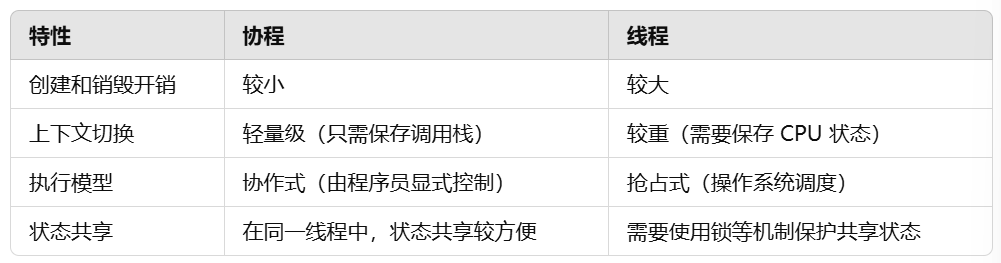 特性 协程 线程
创建和销毁开销 较小 较大
上下文切换 轻量级（只需保存调用栈） 较重（需要保存 CPU 状态）
执行模型 协作式（由程序员显式控制） 抢占式（操作系统调度）
状态共享 在同一线程中，状态共享较方便 需要使用锁等机制保护共享状态